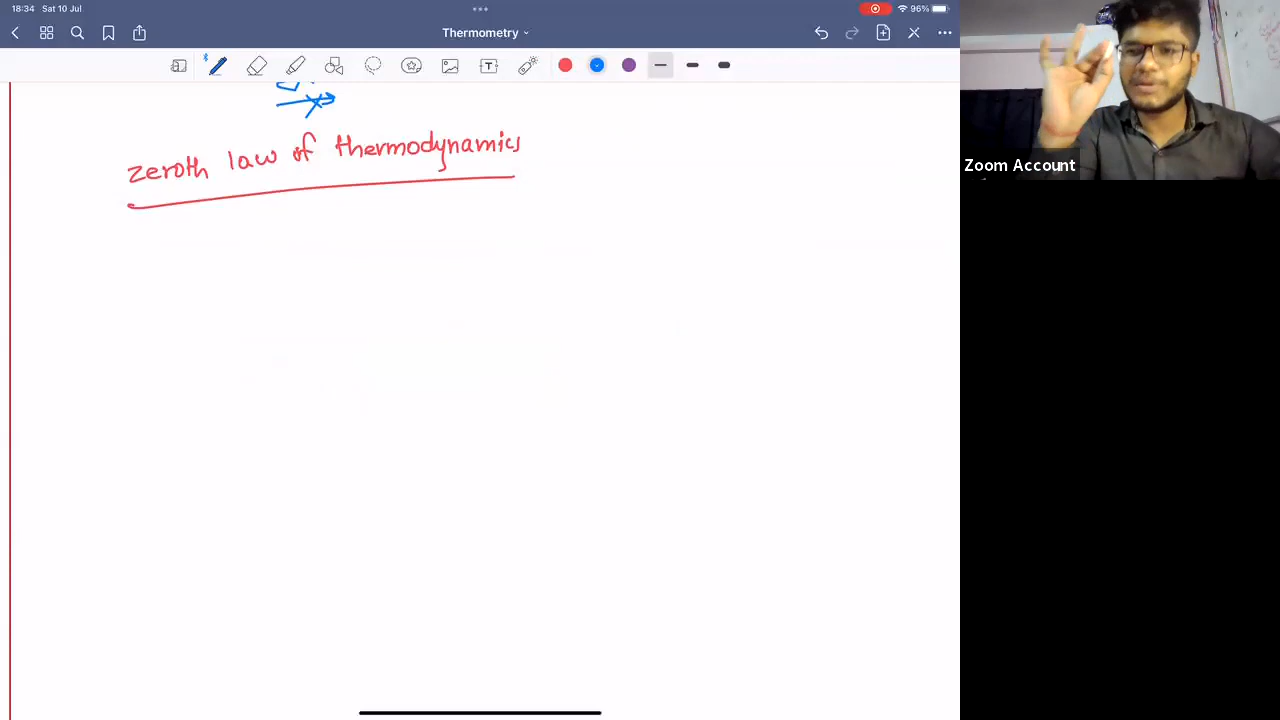 18:34 Sat 10 Jul
96%
Thermometry
T
zeroth law of thermodynamics
Zoom Account